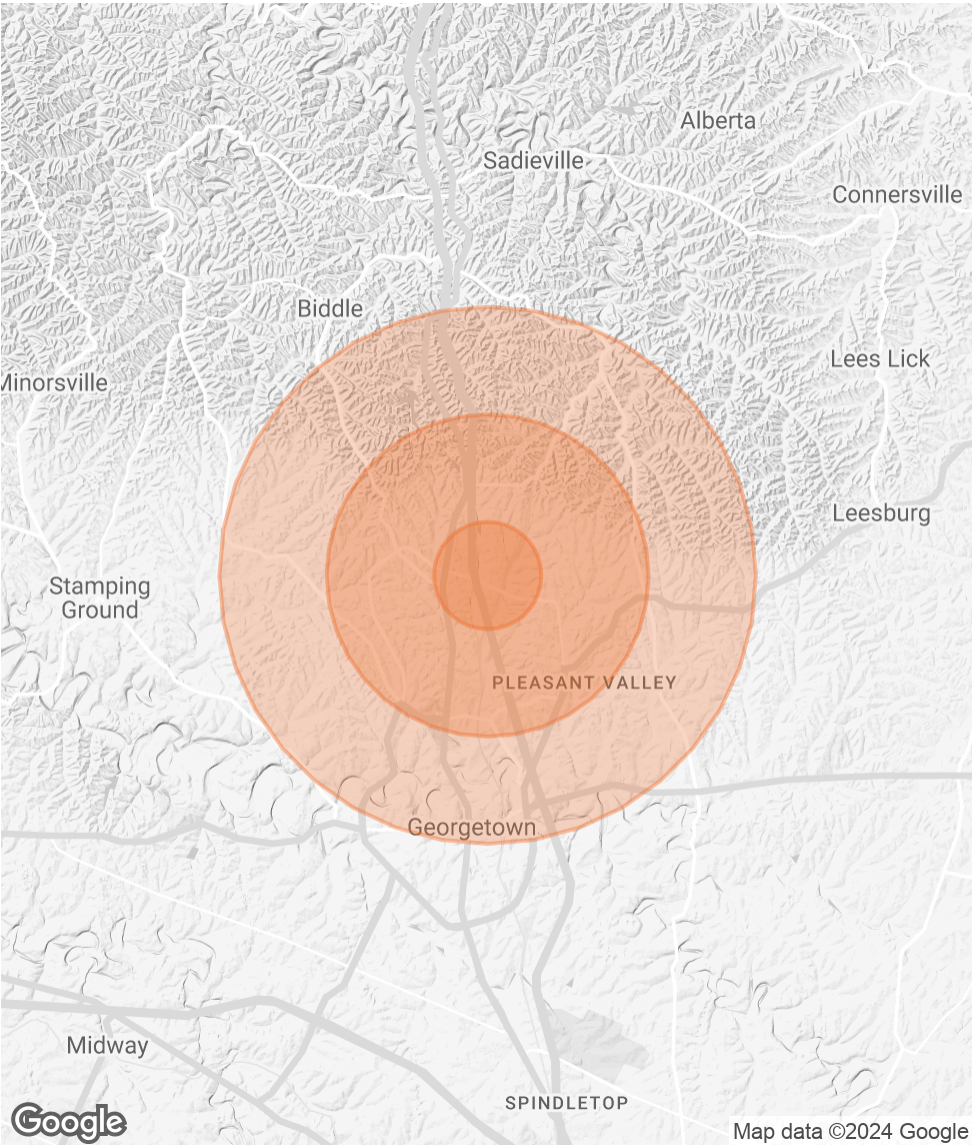 Alberta
Sadieville
Connersville
Biddle
Lees Lick
Minorsville
Leesburg
Stamping
Ground
PLEASANT VALLEY
Georgetown
Midway
SPINDLETOP
Google
Map data ©2024 Google